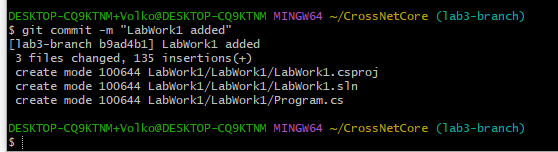 DESKTOP-CQ9KTNM+Volko@DESKTOP-CQ9KTNM MINGW64 ~/CrossNetCore (lab3-branch)
$ git commit -m "LabWork1 added"
[lab3-branch b9ad4b1] LabWork1 added
 3 files changed, 135 insertions(+)
 create mode 100644 LabWork1/LabWork1/LabWork1.csproj
 create mode 100644 LabWork1/LabWork1/LabWork1.sln
 create mode 100644 LabWork1/LabWork1/Program.cs
DESKTOP-CQ9KTNM+Volko@DESKTOP-CQ9KTNM MINGW64 ~/CrossNetCore (lab3-branch)
$